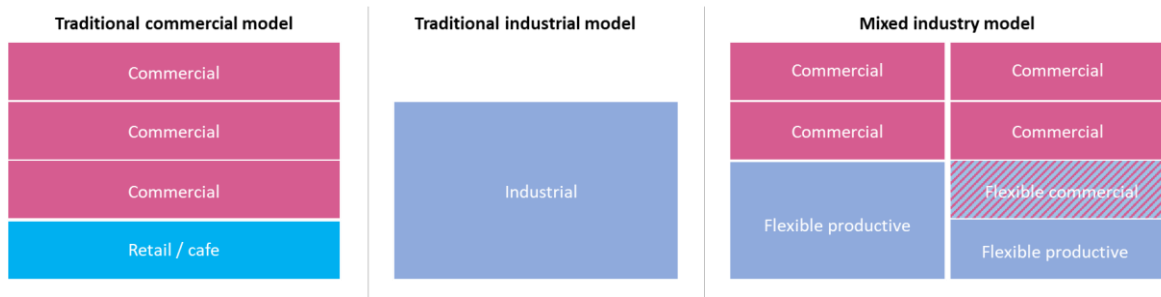 Traditional commercial model
Commercial
Commercial
Commercial
Retail / cafe
Traditional industrial model
Industrial
Mixed industry model
Commercial
Commercial
Flexible productive
Commercial
Commercial
Flexible commercial
Flexible productive